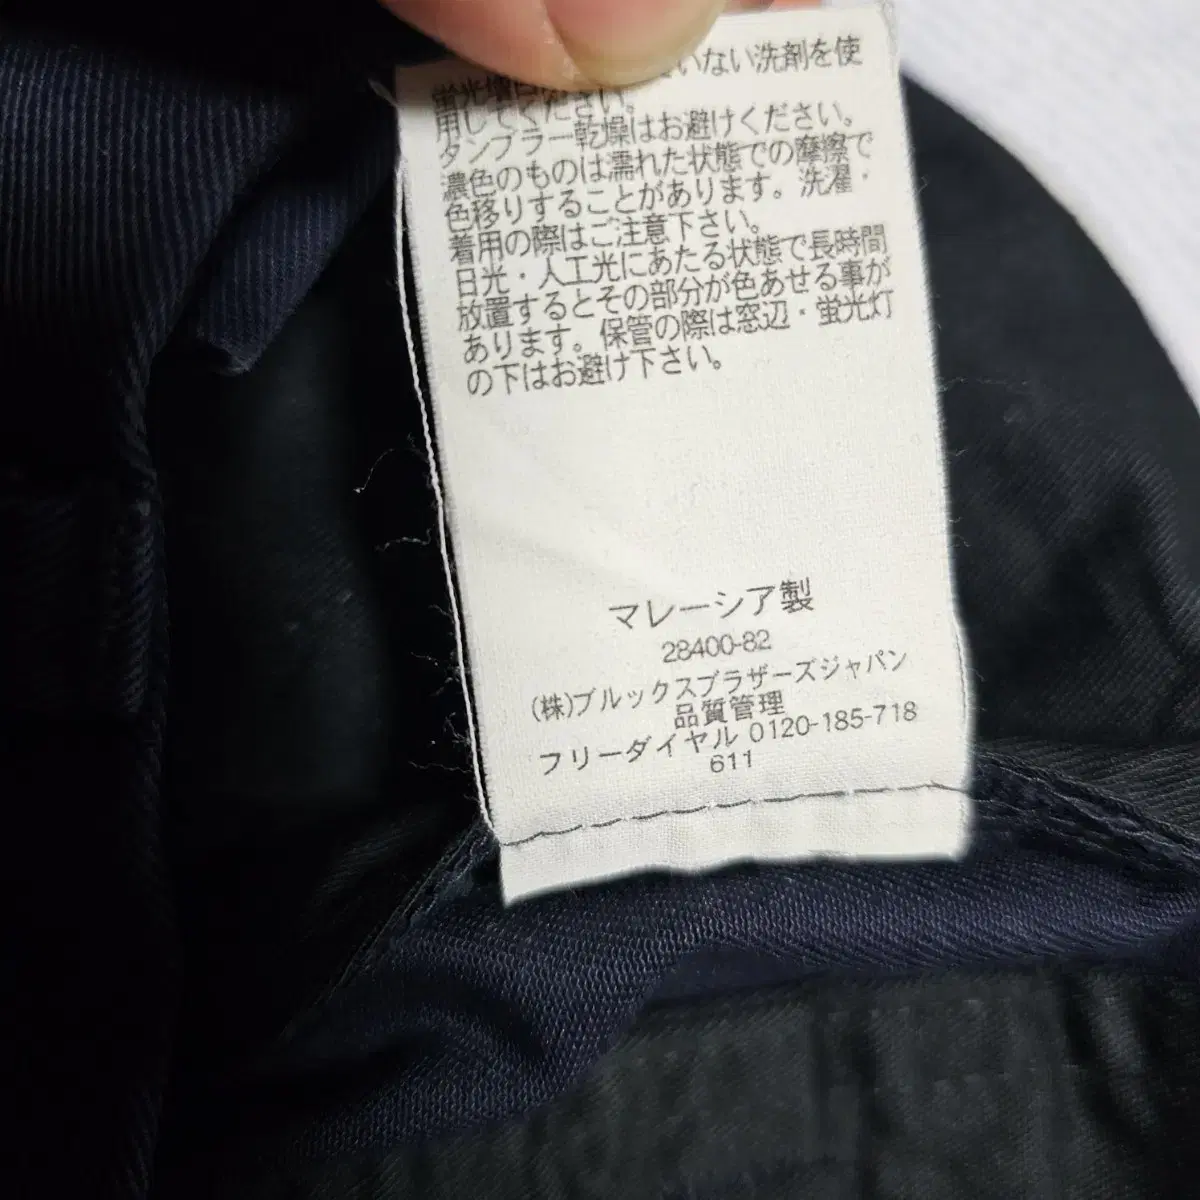 蛍光増白 いない洗剤を使
用してください。
タンブラー乾燥はお避けください。
濃色のものは濡れた状態での摩擦で
色移りすることがあります。洗濯・
着用の際はご注意下さい。
日光・人工光にあたる状態で長時間
放置するとその部分が色あせる事が
あります。保管の際は窓辺・蛍光灯
の下はお避け下さい。
マレーシア製
28400-82
(株)ブルックスブラザーズジャパン
品質管理
フリーダイヤル 0120-185-718
611